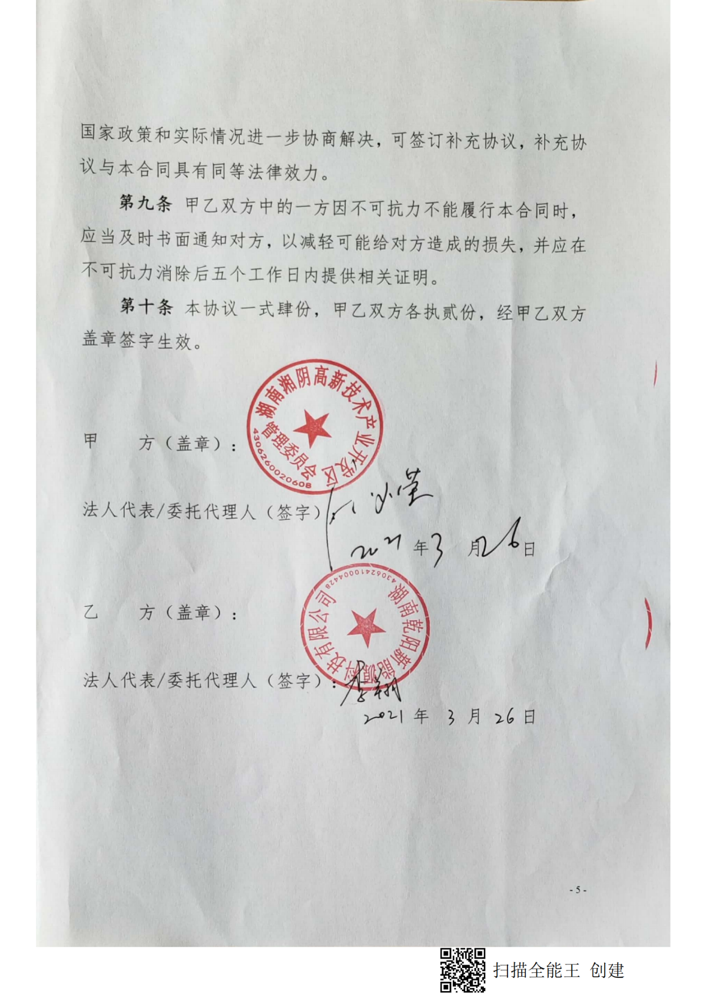 国家政策和实际情况进一步协商解决，可签订补充协议，补充协
议与本合同具有同等法律效力。
第九条 甲乙双方中的一方因不可抗力不能履行本合同时，
应当及时书面通知对方，以减轻可能给对方造成的损失，并应在
不可抗力消除后五个工作日内提供相关证明。
第十条 本协议一式肆份，甲乙双方各执贰份，经甲乙双方
盖章签字生效。
湖南湘阴高新技术产业开发区
管理委员会
4306260020608
甲 方（盖章）：
法人代表/委托代理人（签字）：
2021 年 3 月 26 日
43062410004428
湖南乾阳新能源科技有限公司
乙 方（盖章）：
法人代表/委托代理人（签字）：李翔
2021 年 3 月 26 日
- 5 -
扫描全能王 创建